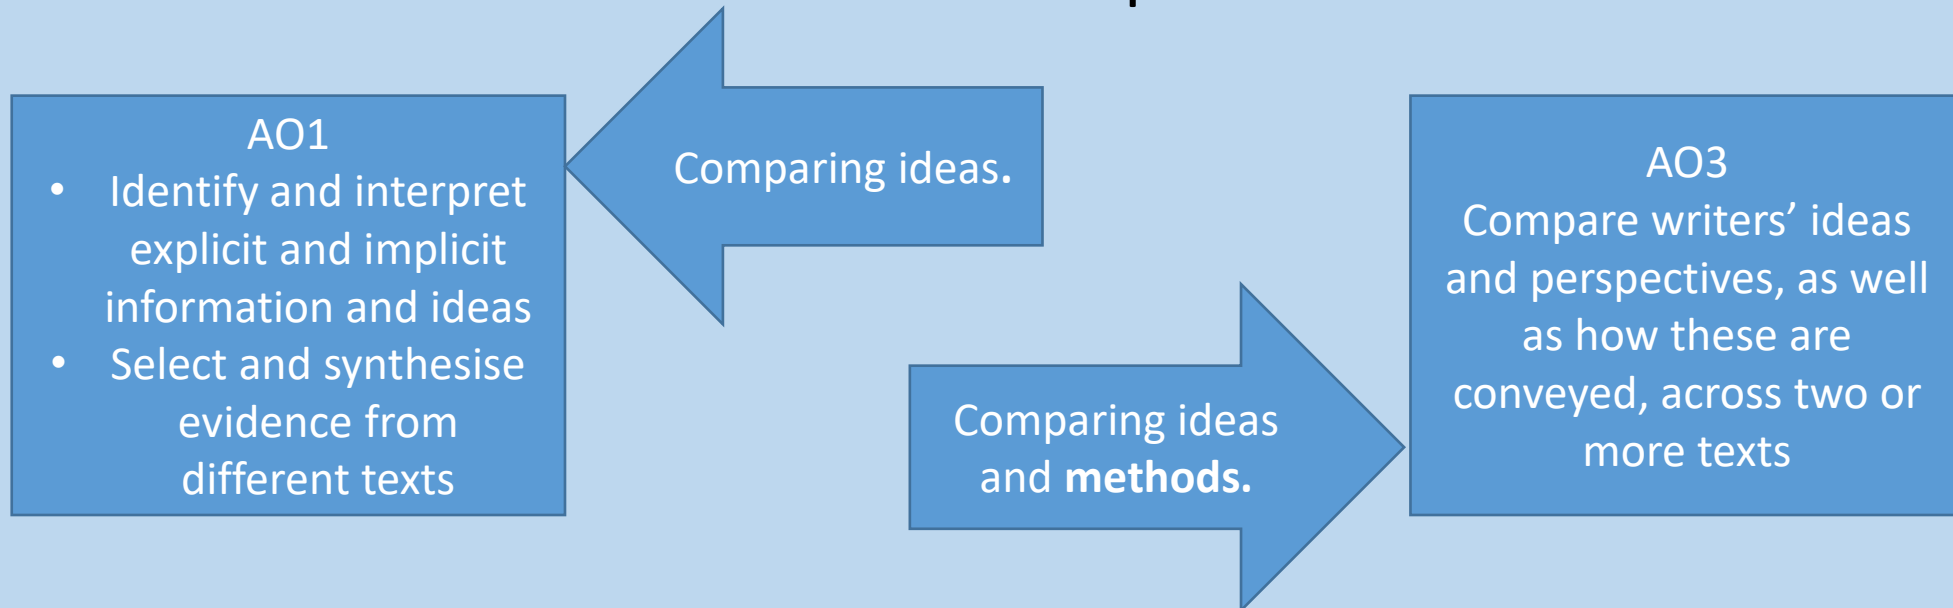 AO1
• Identify and interpret
explicit and implicit
information and ideas
• Select and synthesise
evidence from
different texts
Comparing ideas.
Comparing ideas
and methods.
AO3
Compare writers’ ideas
and perspectives, as well
as how these are
conveyed, across two or
more texts